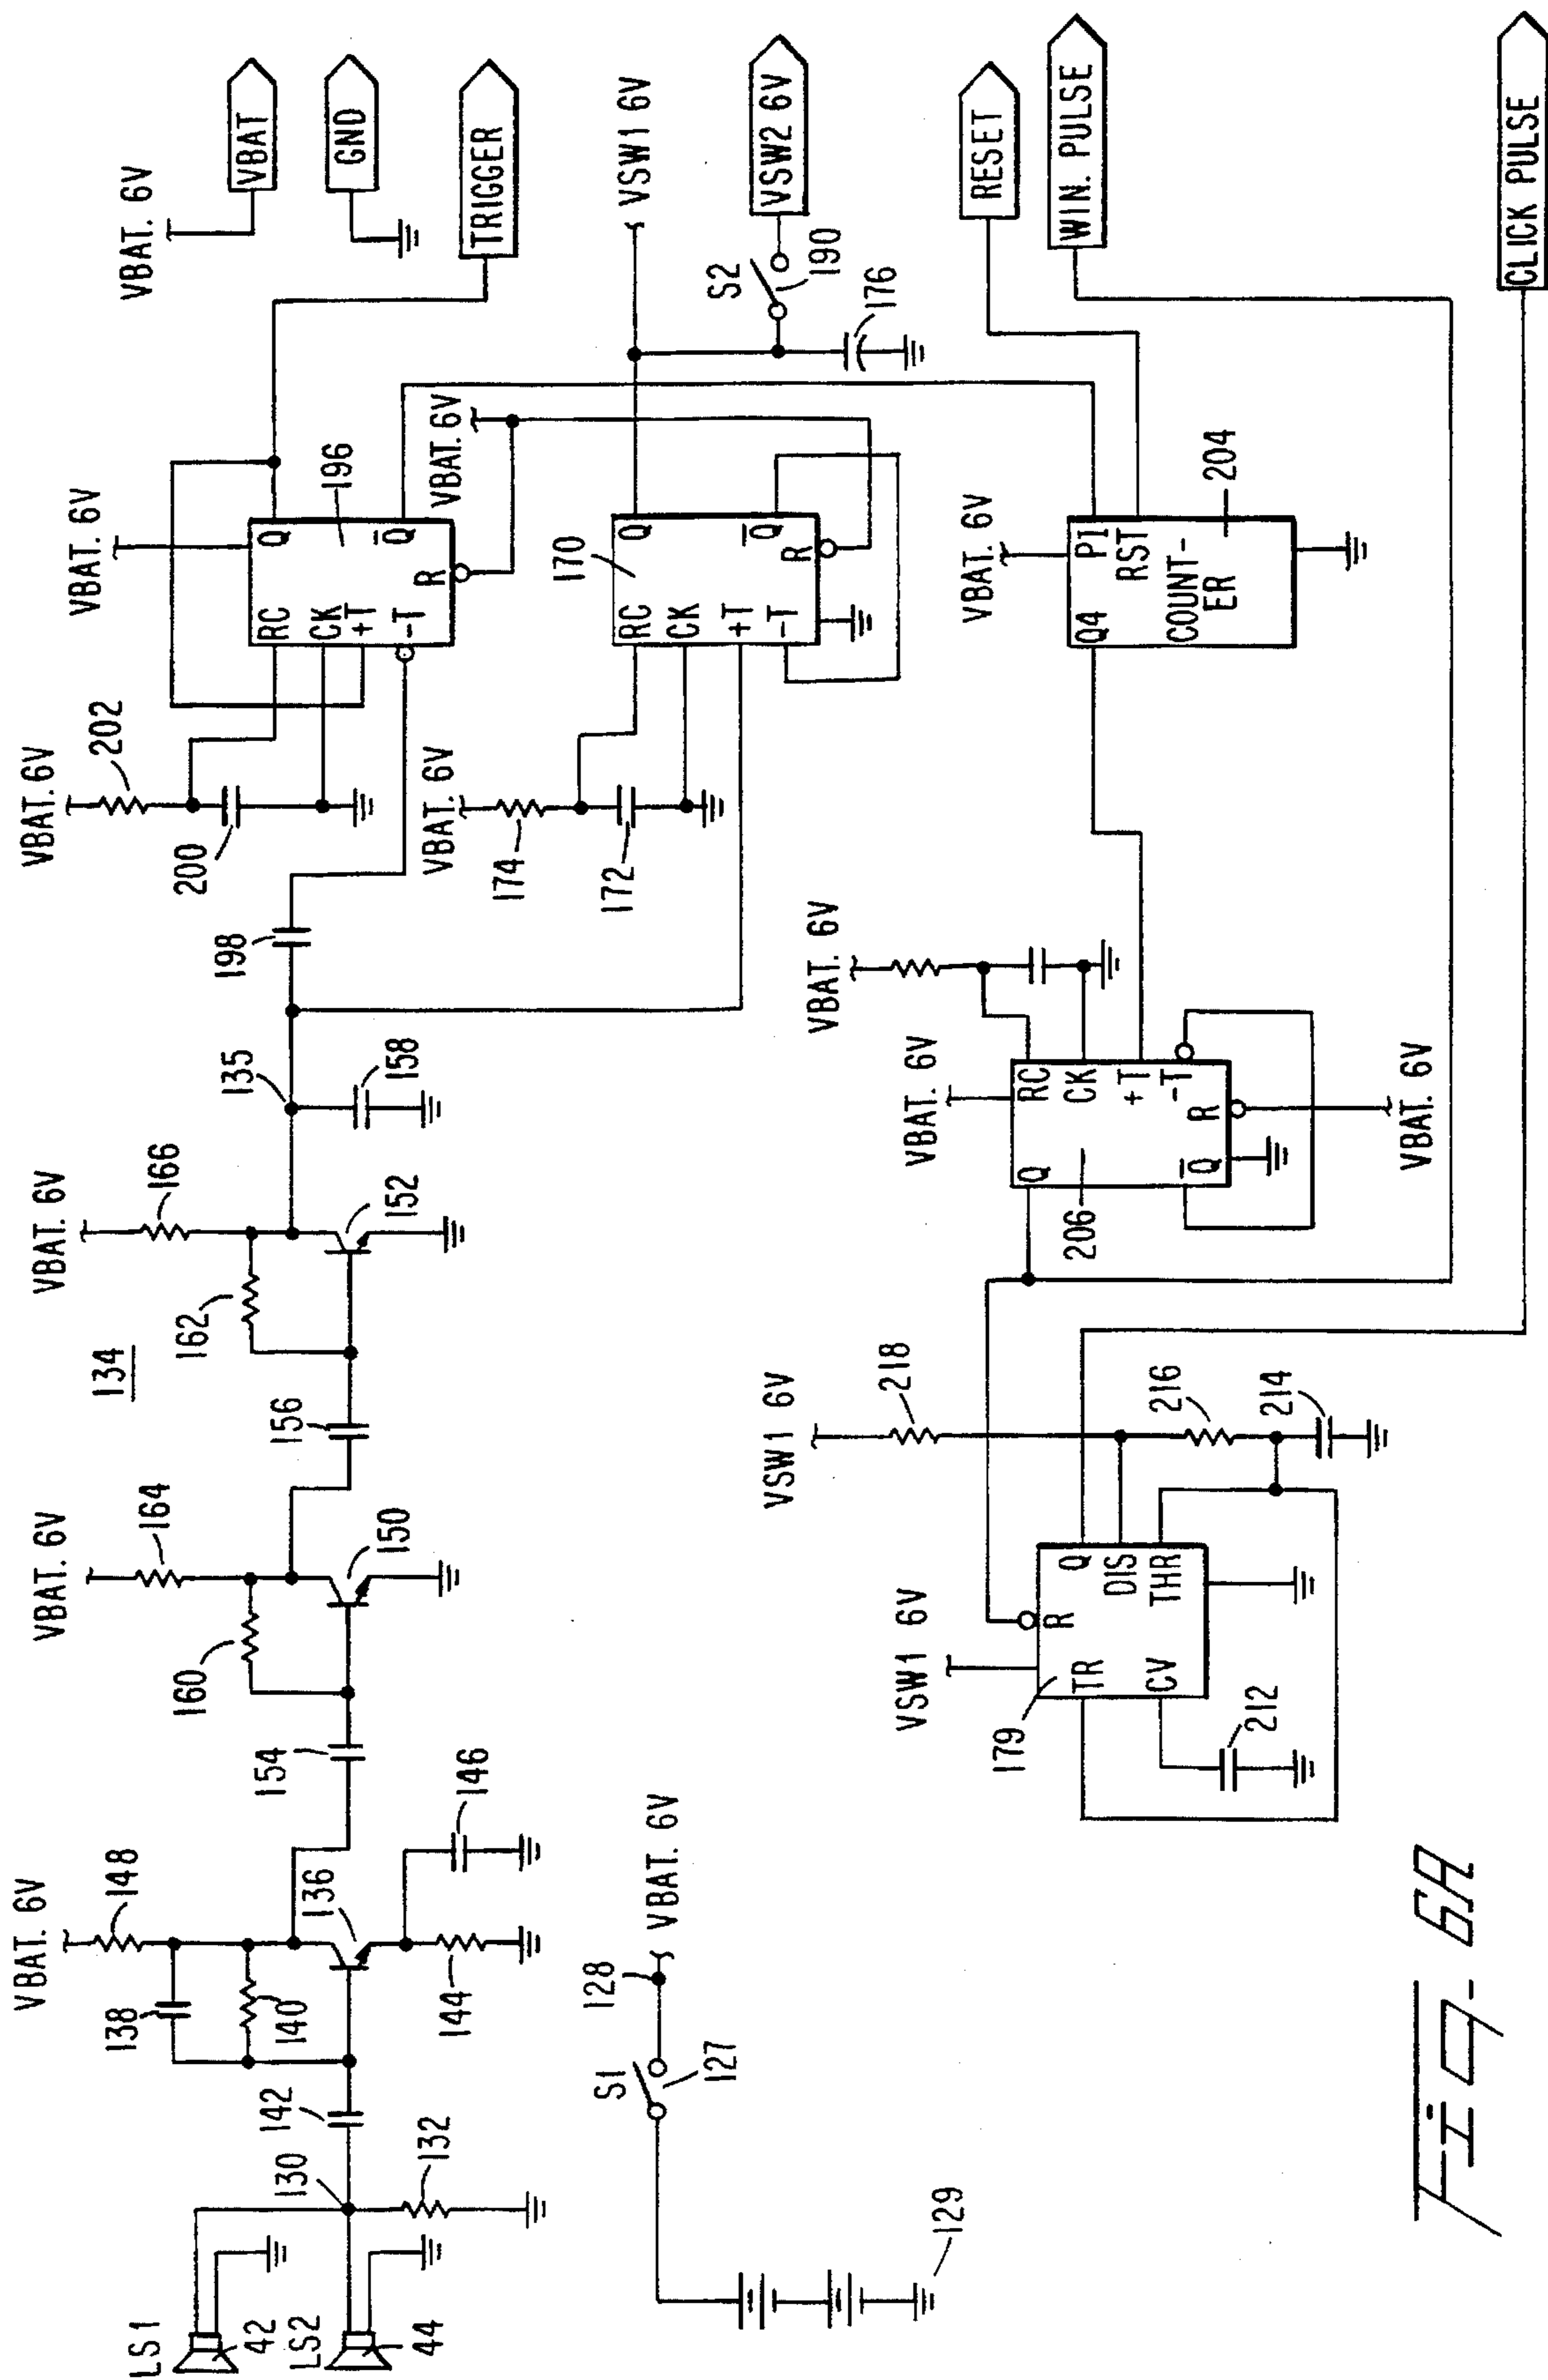 LS1
42
LS2
44
130
132
142
VBAT. 6V
148
138
140
136
144
146
154
VBAT. 6V
164
160
150
156
134
VBAT. 6V
166
162
152
135
158
198
VBAT. 6V
202
200
VBAT. 6V
RC
CK
+T
-T
Q
Q
R
196
VBAT. 6V
VBAT
GND
TRIGGER
VBAT. 6V
174
172
VBAT. 6V
170
RC
CK
+T
-T
Q
Q
R
VSW1 6V
S2
190
VSW2 6V
176
129
S1
127
128
VBAT. 6V
VSW1 6V
179
TR
CV
R
Q
DIS
THR
212
VSW1 6V
218
216
214
VBAT. 6V
VBAT. 6V
206
Q
Q
RC
CK
+T
-T
R
VBAT. 6V
VBAT. 6V
Q4
PI
RST
COUNT-
ER
204
RESET
WIN. PULSE
CLICK PULSE
FIG. 6A